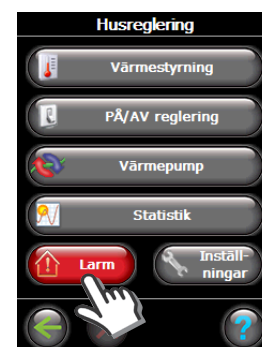 Husreglering
Värmestyrning
PÅ/AV reglering
Värmepump
Statistik
Larm
Inställ-
ningar
?